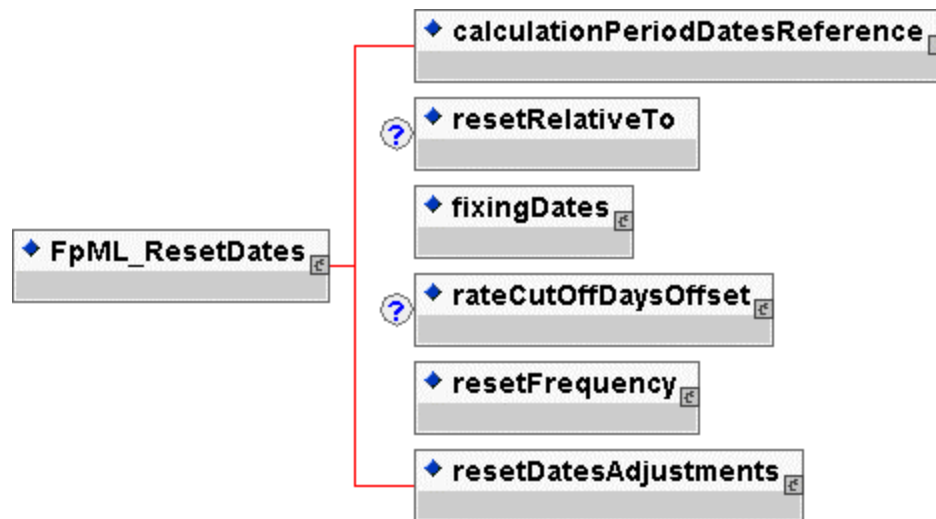 calculationPeriodDatesReference
?
resetRelativeTo
fixingDates
FpML_ResetDates
?
rateCutOffDaysOffset
resetFrequency
resetDatesAdjustments